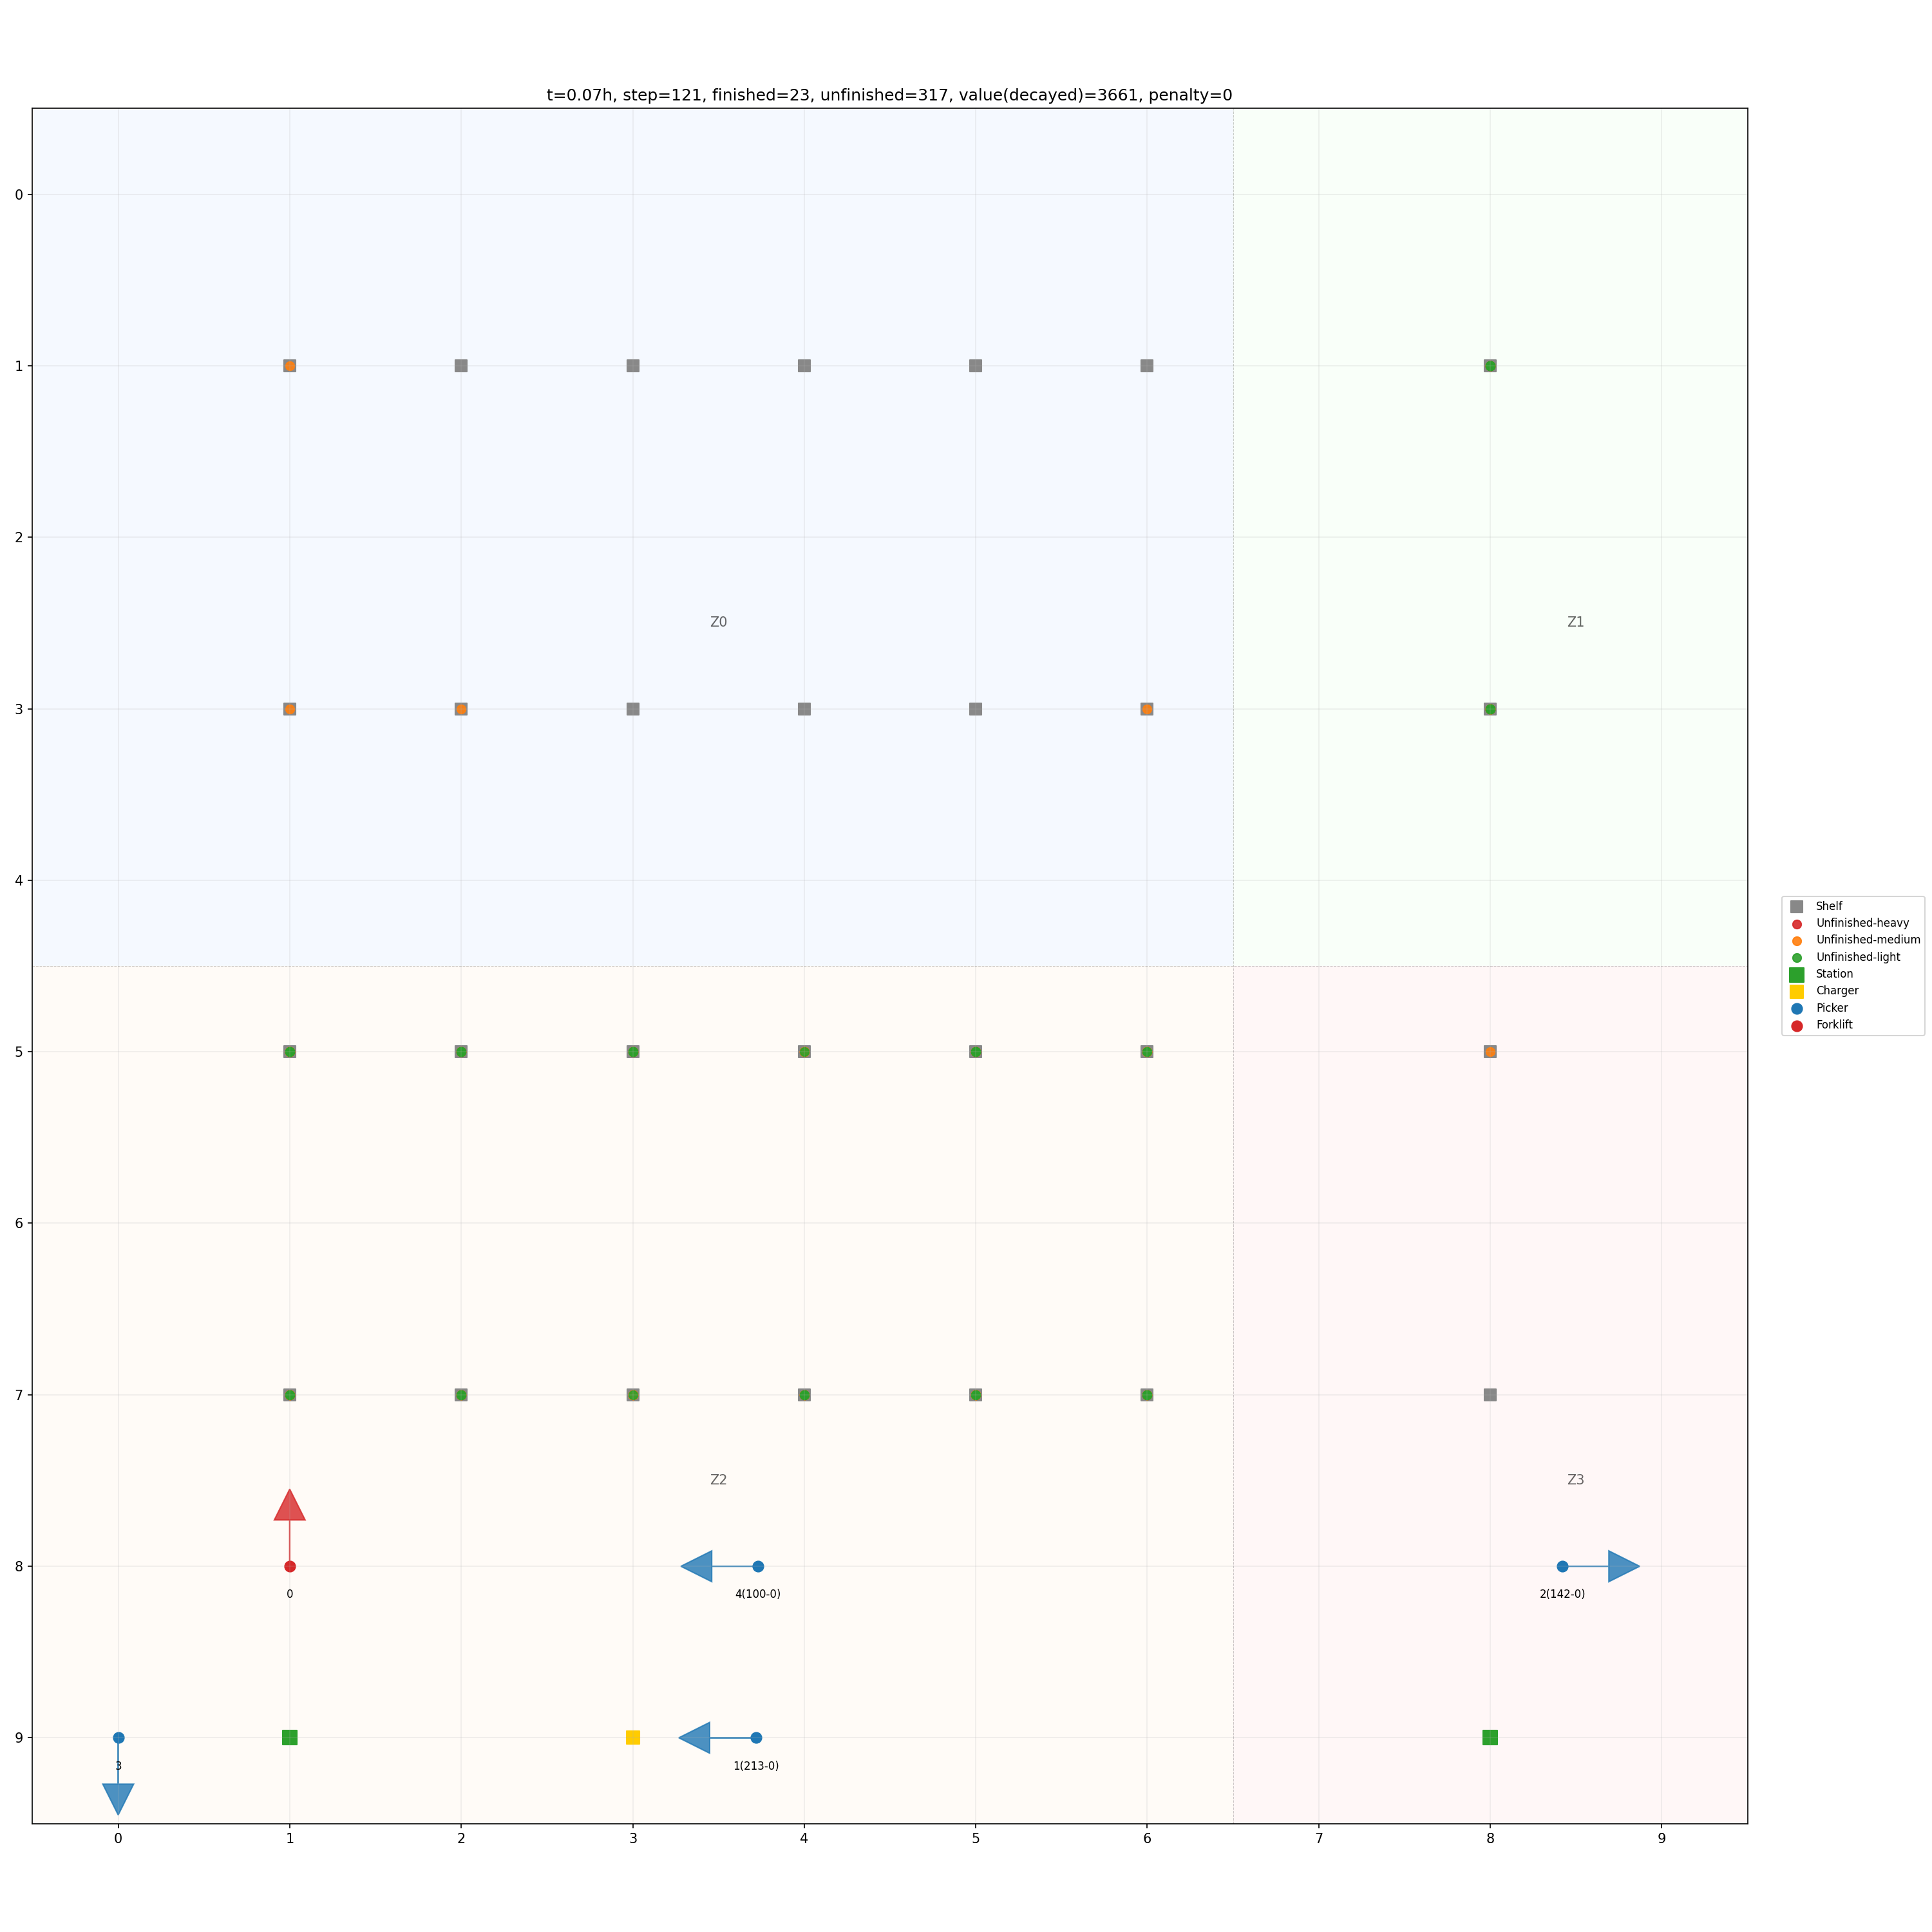 t=0.07h, step=121, finished=23, unfinished=317, value(decayed)=3661, penalty=0
0
1
2
Z0
Z1
3
4
Shelf
Unfinished-heavy
Unfinished-medium
Unfinished-light
Station
Charger
Picker
Forklift
5
6
7
Z2
Z3
8
0
4(100-0)
2(142-0)
9
3
1(213-0)
0 1 2 3 4 5 6 7 8 9